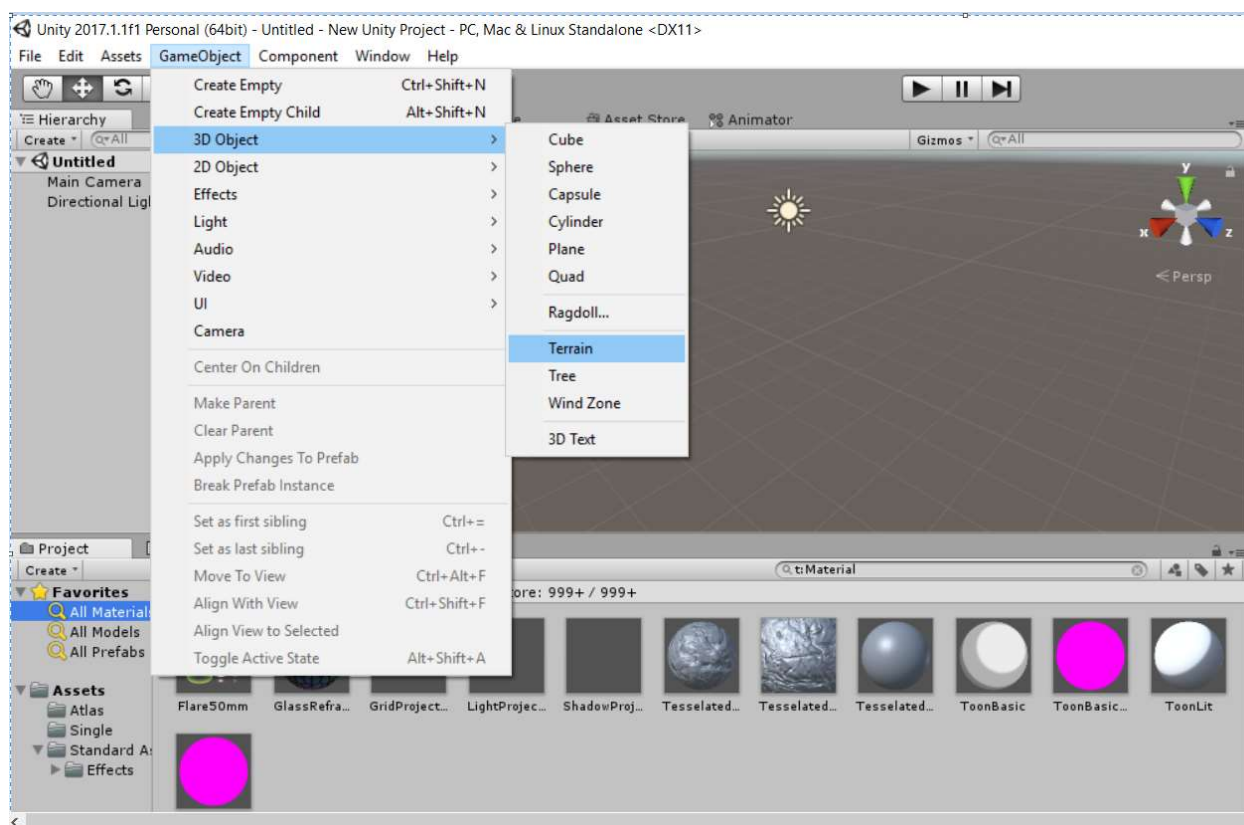 Unity 2017.1.1f1 Personal (64bit) - Untitled - New Unity Project - PC, Mac & Linux Standalone <DX11>
File Edit Assets GameObject Component Window Help
Create Empty Ctrl+Shift+N
Create Empty Child Alt+Shift+N
3D Object
2D Object
Effects
Light
Audio
Video
UI
Camera
Center On Children
Make Parent
Clear Parent
Apply Changes To Prefab
Break Prefab Instance
Set as first sibling Ctrl+=
Set as last sibling Ctrl+-
Move To View Ctrl+Alt+F
Align With View Ctrl+Shift+F
Align View to Selected
Toggle Active State Alt+Shift+A
Cube
Sphere
Capsule
Cylinder
Plane
Quad
Ragdoll...
Terrain
Tree
Wind Zone
3D Text
Hierarchy
Create All
Untitled
Main Camera
Directional Ligl
Asset Store Animator
Gizmos All
y
x z
Persp
Project
Create t:Material
ore: 999+ / 999+
Favorites
All Materials
All Models
All Prefabs
Assets
Atlas
Single
Standard As
Effects
Flare50mm GlassRefra... GridProject... LightProjec... ShadowProj... Tesselated... Tesselated... Tesselated... ToonBasic ToonBasic... ToonLit